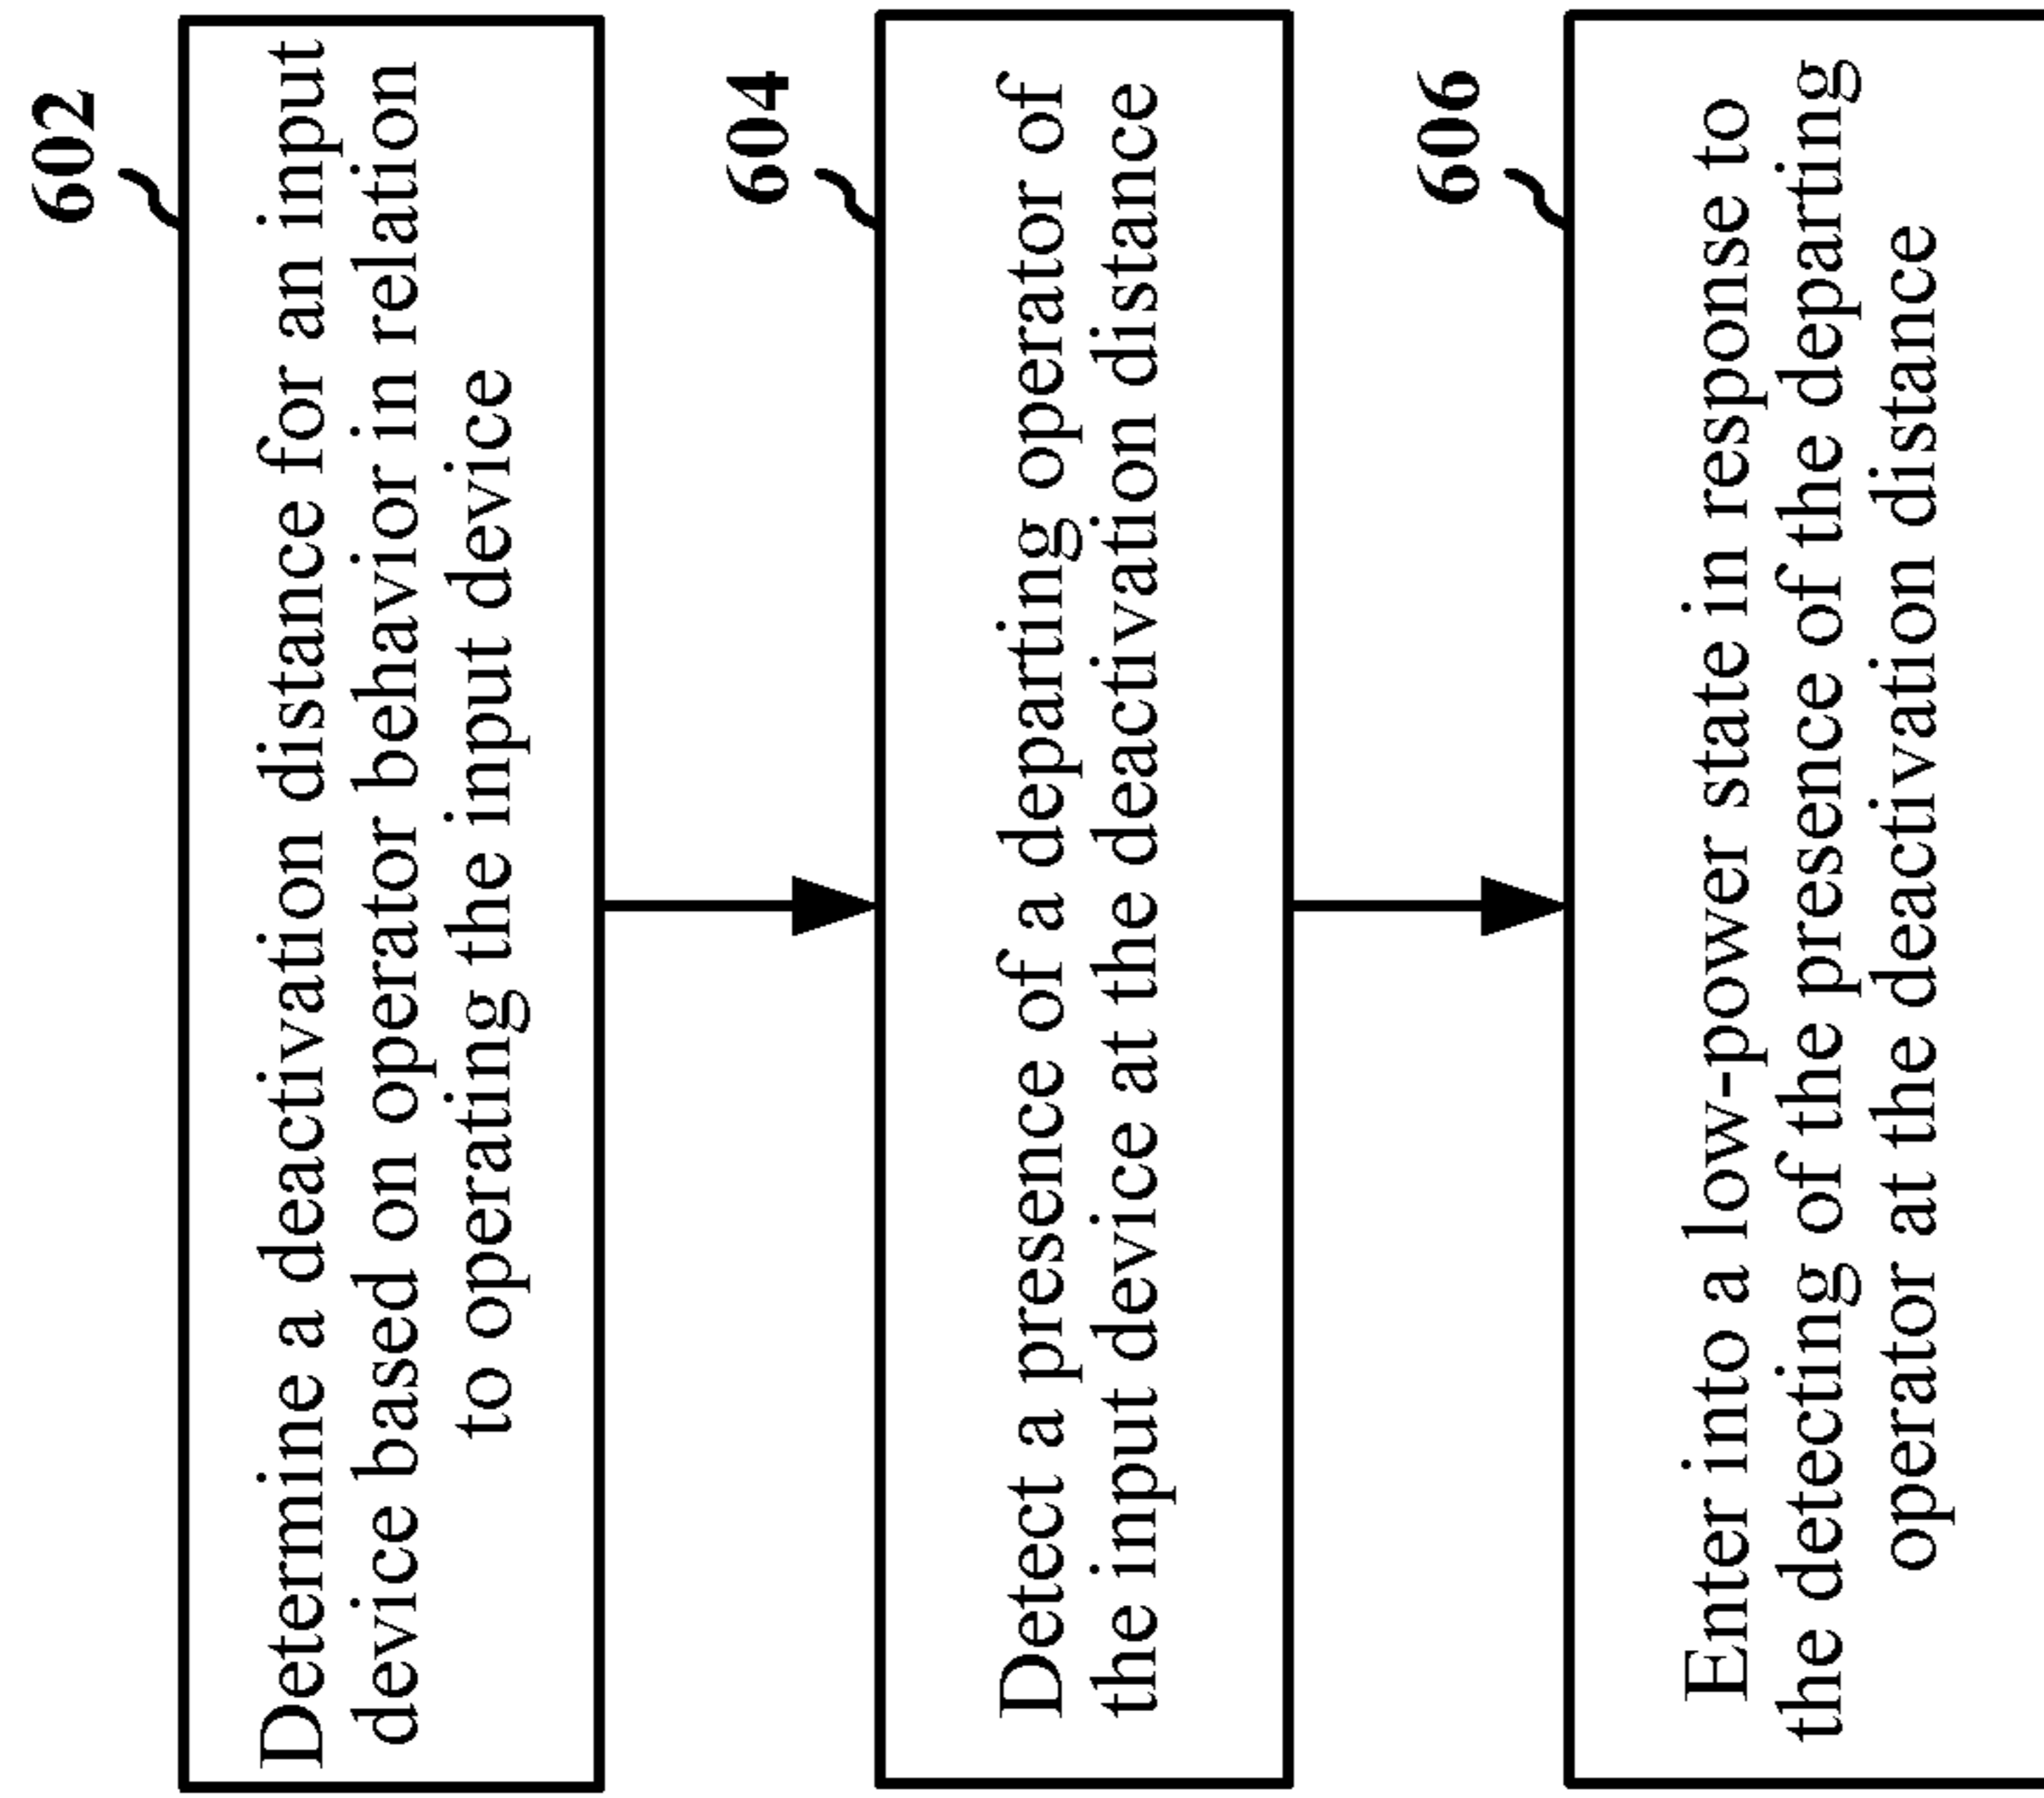 602
Determine a deactivation distance for an input
device based on operator behavior in relation
to operating the input device
604
Detect a presence of a departing operator of
the input device at the deactivation distance
606
Enter into a low-power state in response to
the detecting of the presence of the departing
operator at the deactivation distance